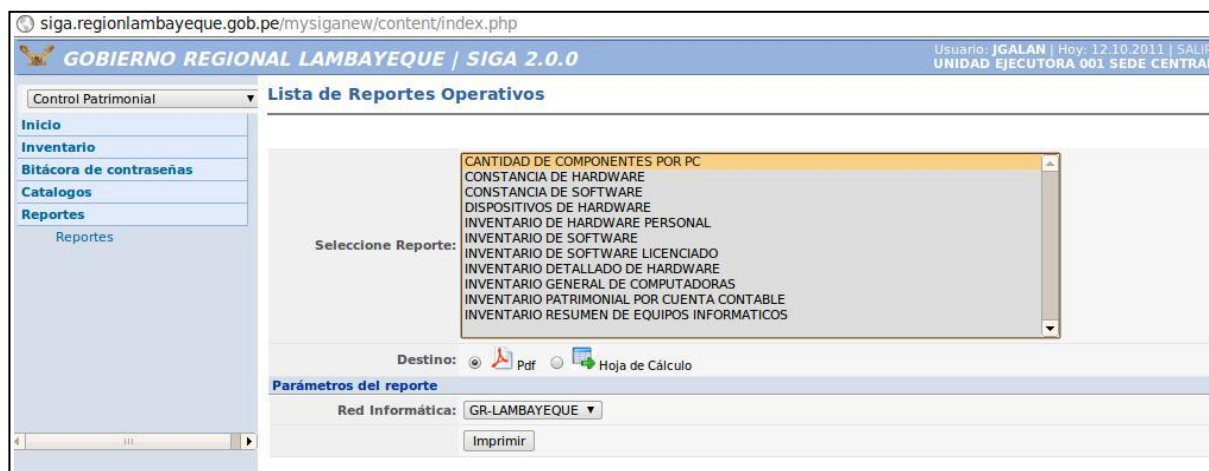 siga.regionlambayeque.gob.pe/mysiganew/content/index.php
GOBIERNO REGIONAL LAMBAYEQUE | SIGA 2.0.0
Usuario: JGALAN | Hoy: 12.10.2011 | SALIR
UNIDAD EJECUTORA 001 SEDE CENTRAL
Control Patrimonial
Inicio
Inventario
Bitácora de contraseñas
Catalogos
Reportes
Reportes
Lista de Reportes Operativos
Seleccione Reporte:
CANTIDAD DE COMPONENTES POR PC
CONSTANCIA DE HARDWARE
CONSTANCIA DE SOFTWARE
DISPOSITIVOS DE HARDWARE
INVENTARIO DE HARDWARE PERSONAL
INVENTARIO DE SOFTWARE
INVENTARIO DE SOFTWARE LICENCIADO
INVENTARIO DETALLADO DE HARDWARE
INVENTARIO GENERAL DE COMPUTADORAS
INVENTARIO PATRIMONIAL POR CUENTA CONTABLE
INVENTARIO RESUMEN DE EQUIPOS INFORMATICOS
Destino: Pdf Hoja de Cálculo
Parámetros del reporte
Red Informática: GR-LAMBAYEQUE
Imprimir